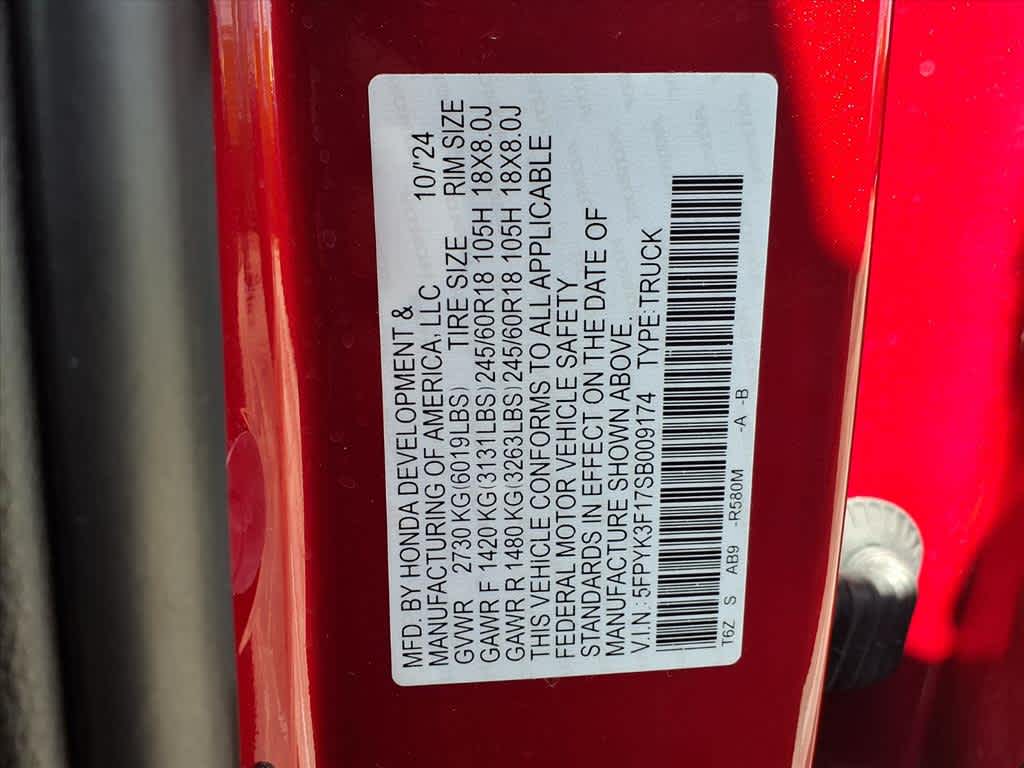 MFD. BY HONDA DEVELOPMENT &
MANUFACTURING OF AMERICA, LLC 10/'24
GVWR 2730 KG(6019LBS) TIRE SIZE RIM SIZE
GAWR F 1420 KG(3131LBS) 245/60R18 105H 18X8.0J
GAWR R 1480 KG(3263LBS) 245/60R18 105H 18X8.0J
THIS VEHICLE CONFORMS TO ALL APPLICABLE
FEDERAL MOTOR VEHICLE SAFETY
STANDARDS IN EFFECT ON THE DATE OF
MANUFACTURE SHOWN ABOVE.
V.I.N: 5FPYK3F17SB009174 TYPE:TRUCK
T6Z S AB9 -R580M -A -B